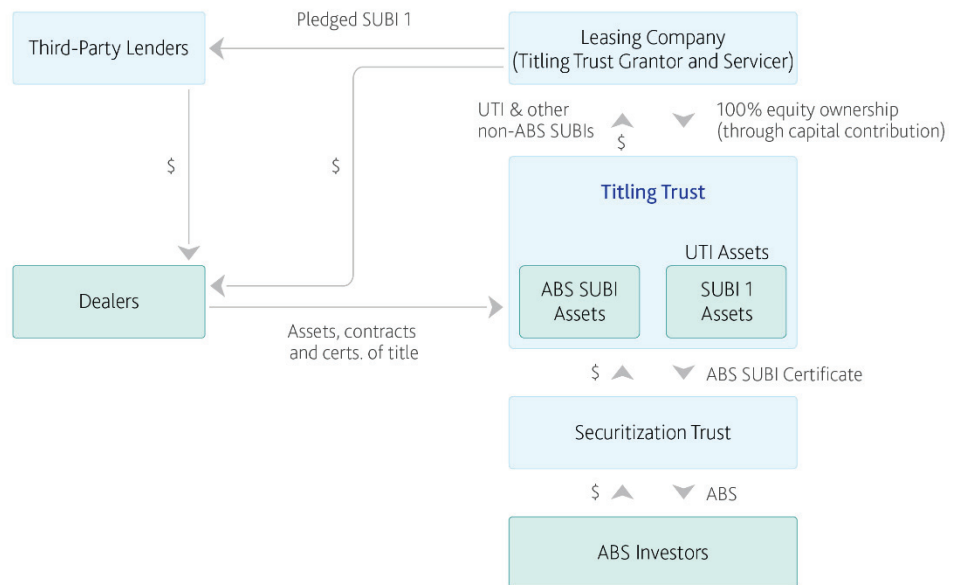 Pledged SUBI 1
Third-Party Lenders
Leasing Company
(Titling Trust Grantor and Servicer)
UTI & other
non-ABS SUBIs
$
100% equity ownership
(through capital contribution)
$
$
Titling Trust
UTI Assets
ABS SUBI
Assets
SUBI 1
Assets
Dealers
Assets, contracts
and certs. of title
$
ABS SUBI Certificate
Securitization Trust
$
ABS
ABS Investors